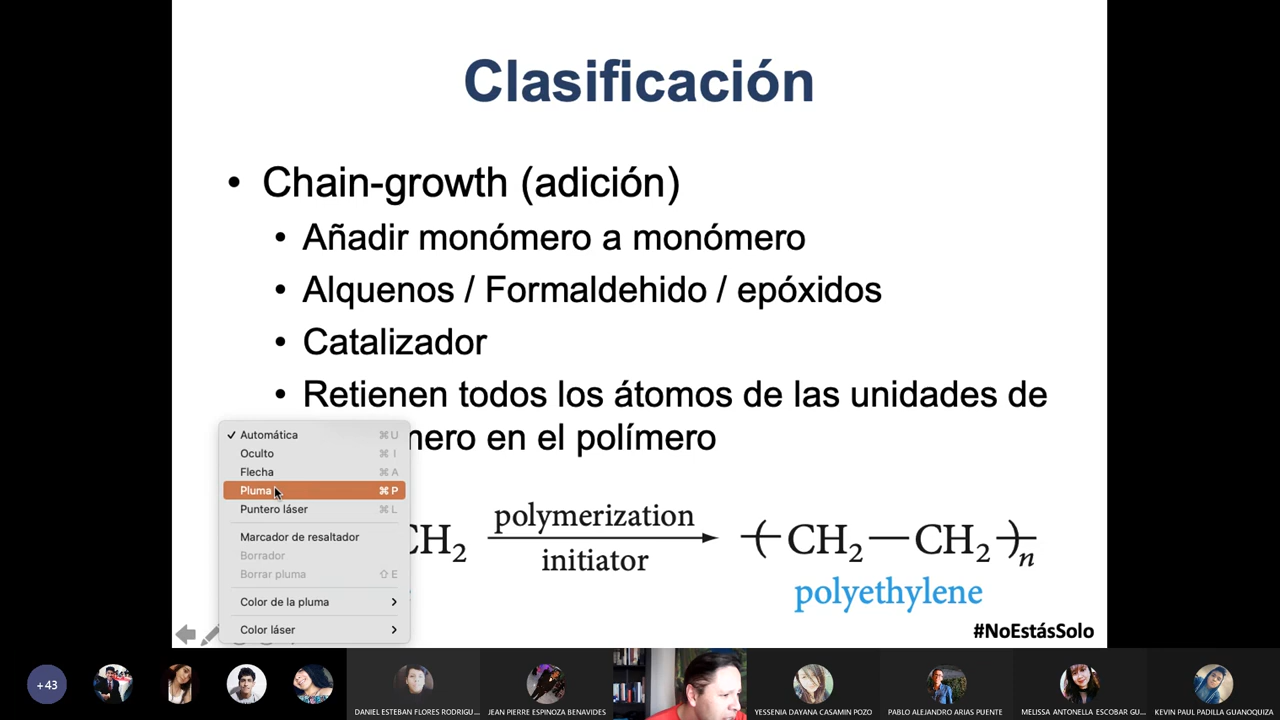 Clasificación
• Chain-growth (adición)
• Añadir monómero a monómero
• Alquenos / Formaldehido / epóxidos
• Catalizador
• Retienen todos los átomos de las unidades de
mero en el polímero
✓ Automática ⌘U
Oculto ⌘I
Flecha ⌘A
Pluma ⌘P
Puntero láser ⌘L
Marcador de resaltador
Borrador
Borrar pluma ⇧E
Color de la pluma >
Color láser >
CH2 polymerization initiator (CH2—CH2)n
polyethylene
#NoEstásSolo
+43
DANIEL ESTEBAN FLORES RODRIGU...
JEAN PIERRE ESPINOZA BENAVIDES
YESSENIA DAYANA CASAMIN POZO
PABLO ALEJANDRO ARIAS PUENTE
MELISSA ANTONELLA ESCOBAR GU...
KEVIN PAUL PADILLA GUANOQUIZA